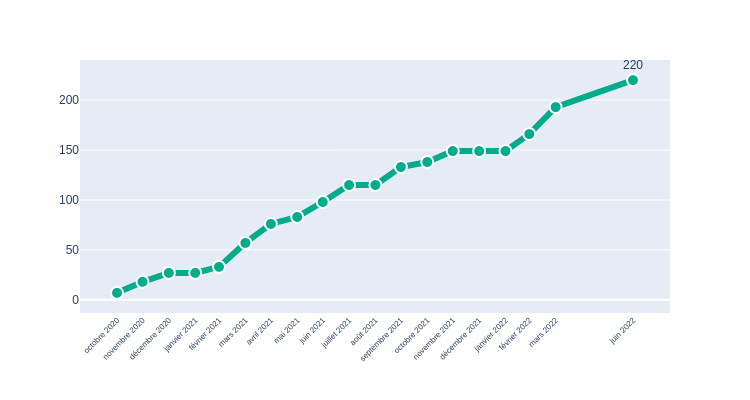 220
200
150
100
50
0
octobre 2020
novembre 2020
décembre 2020
janvier 2021
février 2021
mars 2021
avril 2021
mai 2021
juin 2021
juillet 2021
août 2021
septembre 2021
octobre 2021
novembre 2021
décembre 2021
janvier 2022
février 2022
mars 2022
juin 2022